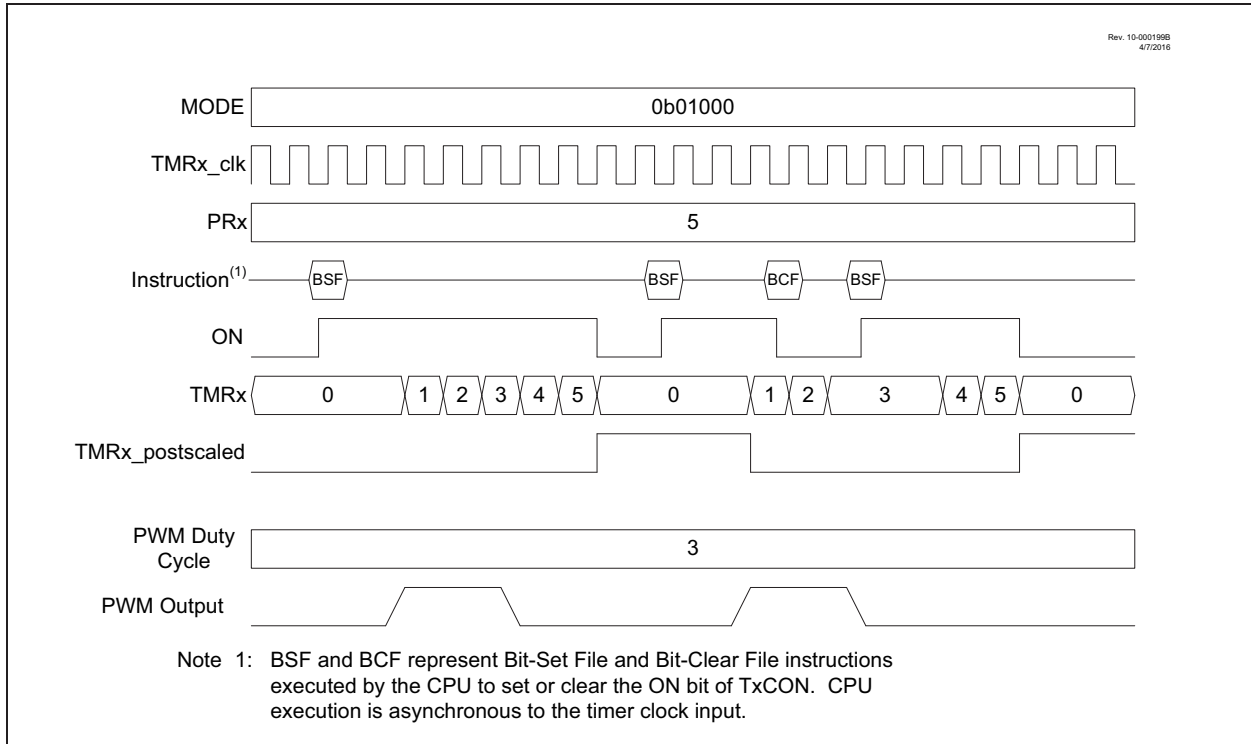 Rev. 10-000199B
4/7/2016
MODE 0b01000
TMRx_clk
PRx 5
Instruction(1) BSF BSF BCF BSF
ON
TMRx 0 1 2 3 4 5 0 1 2 3 4 5 0
TMRx_postscaled
PWM Duty
Cycle 3
PWM Output
Note 1: BSF and BCF represent Bit-Set File and Bit-Clear File instructions
executed by the CPU to set or clear the ON bit of TxCON. CPU
execution is asynchronous to the timer clock input.